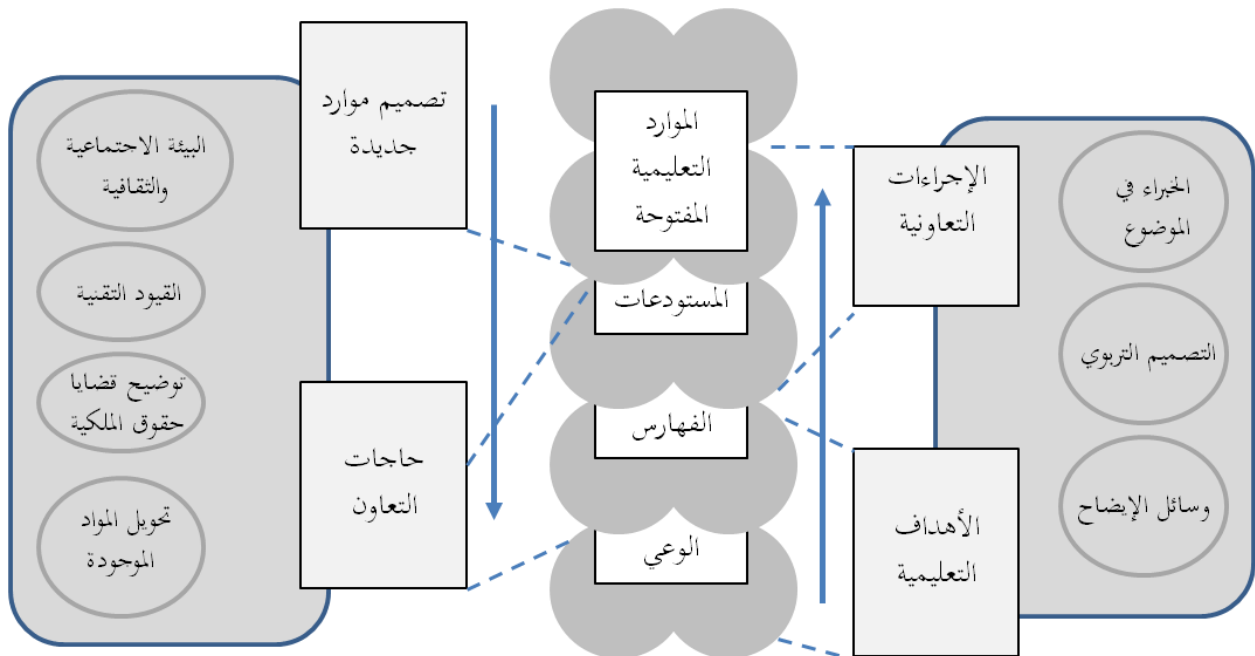 الخبراء في
الموضوع
التصميم التربوي
وسائل الإيضاح
الإجراءات
التعاونية
الأهداف
التعليمية
الموارد
التعليمية
المفتوحة
المستودعات
الفهارس
الوعي
تصميم موارد
جديدة
حاجات
التعاون
البيئة الاجتماعية
والثقافية
القيود التقنية
توضيح قضايا
حقوق الملكية
تحويل المواد
الموجودة